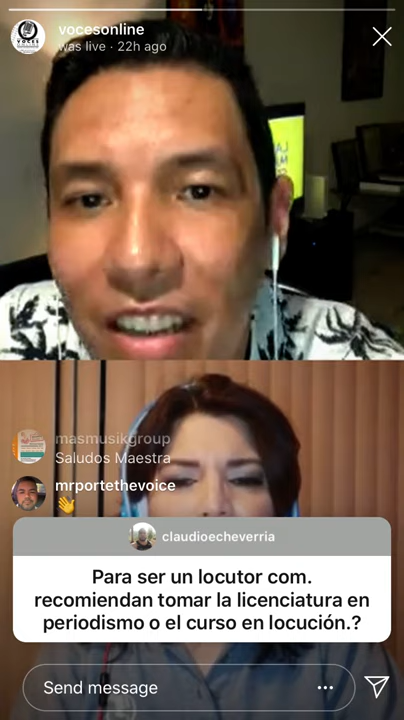 vocesonline
was live · 22h ago
VOCES
masmusikgroup
Saludos Maestra
mrportethevoice
👋
claudioecheverria
Para ser un locutor com.
recomiendan tomar la licenciatura en
periodismo o el curso en locución.?
Send message